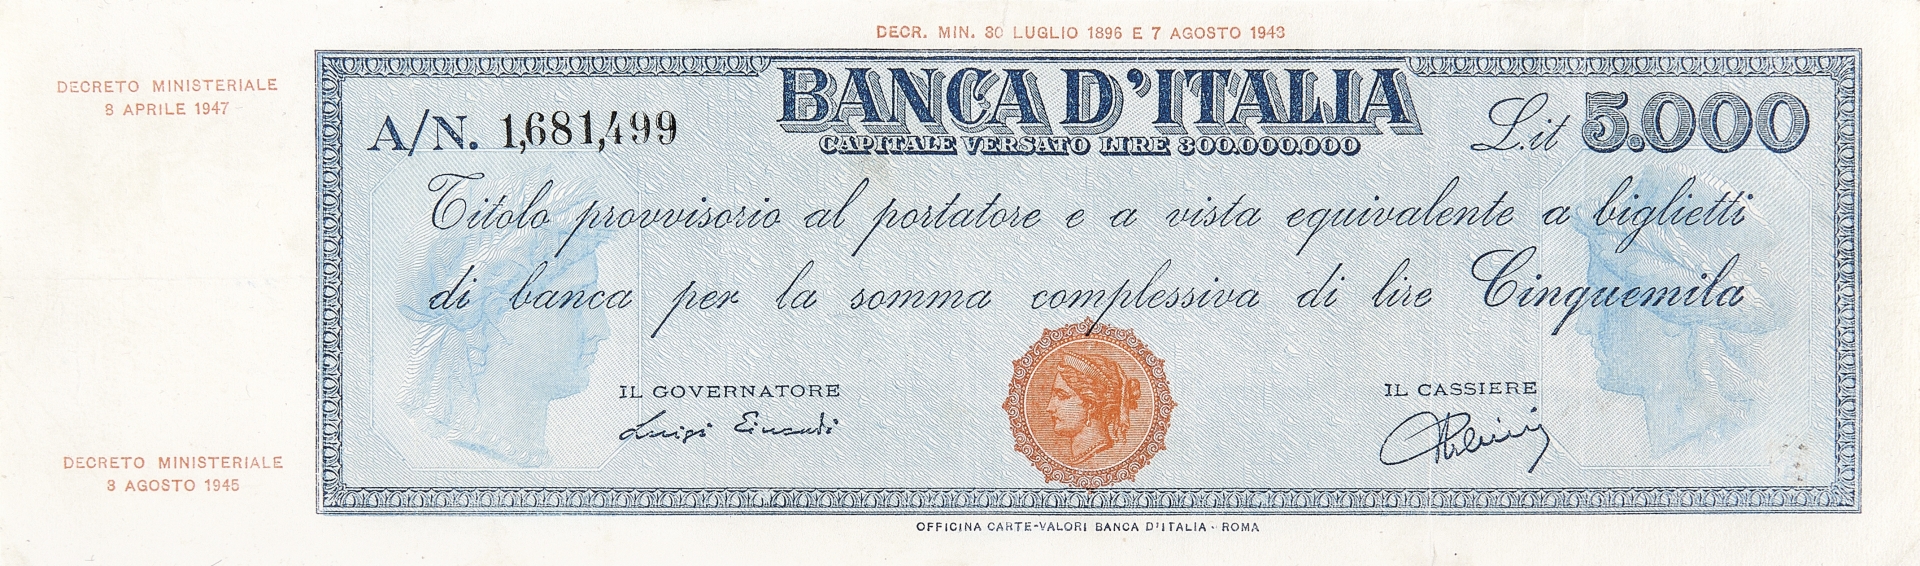 DECR. MIN. 30 LUGLIO 1896 E 7 AGOSTO 1943
DECRETO MINISTERIALE
8 APRILE 1947
BANCA D'ITALIA
CAPITALE VERSATO LIRE 300.000.000
A/N. 1,681,499
L.it 5.000
Titolo provvisorio al portatore e a vista equivalente a biglietti
di banca per la somma complessiva di lire Cinquemila
IL GOVERNATORE
Luigi Einaudi
IL CASSIERE
DECRETO MINISTERIALE
8 AGOSTO 1945
OFFICINA CARTE-VALORI BANCA D'ITALIA - ROMA